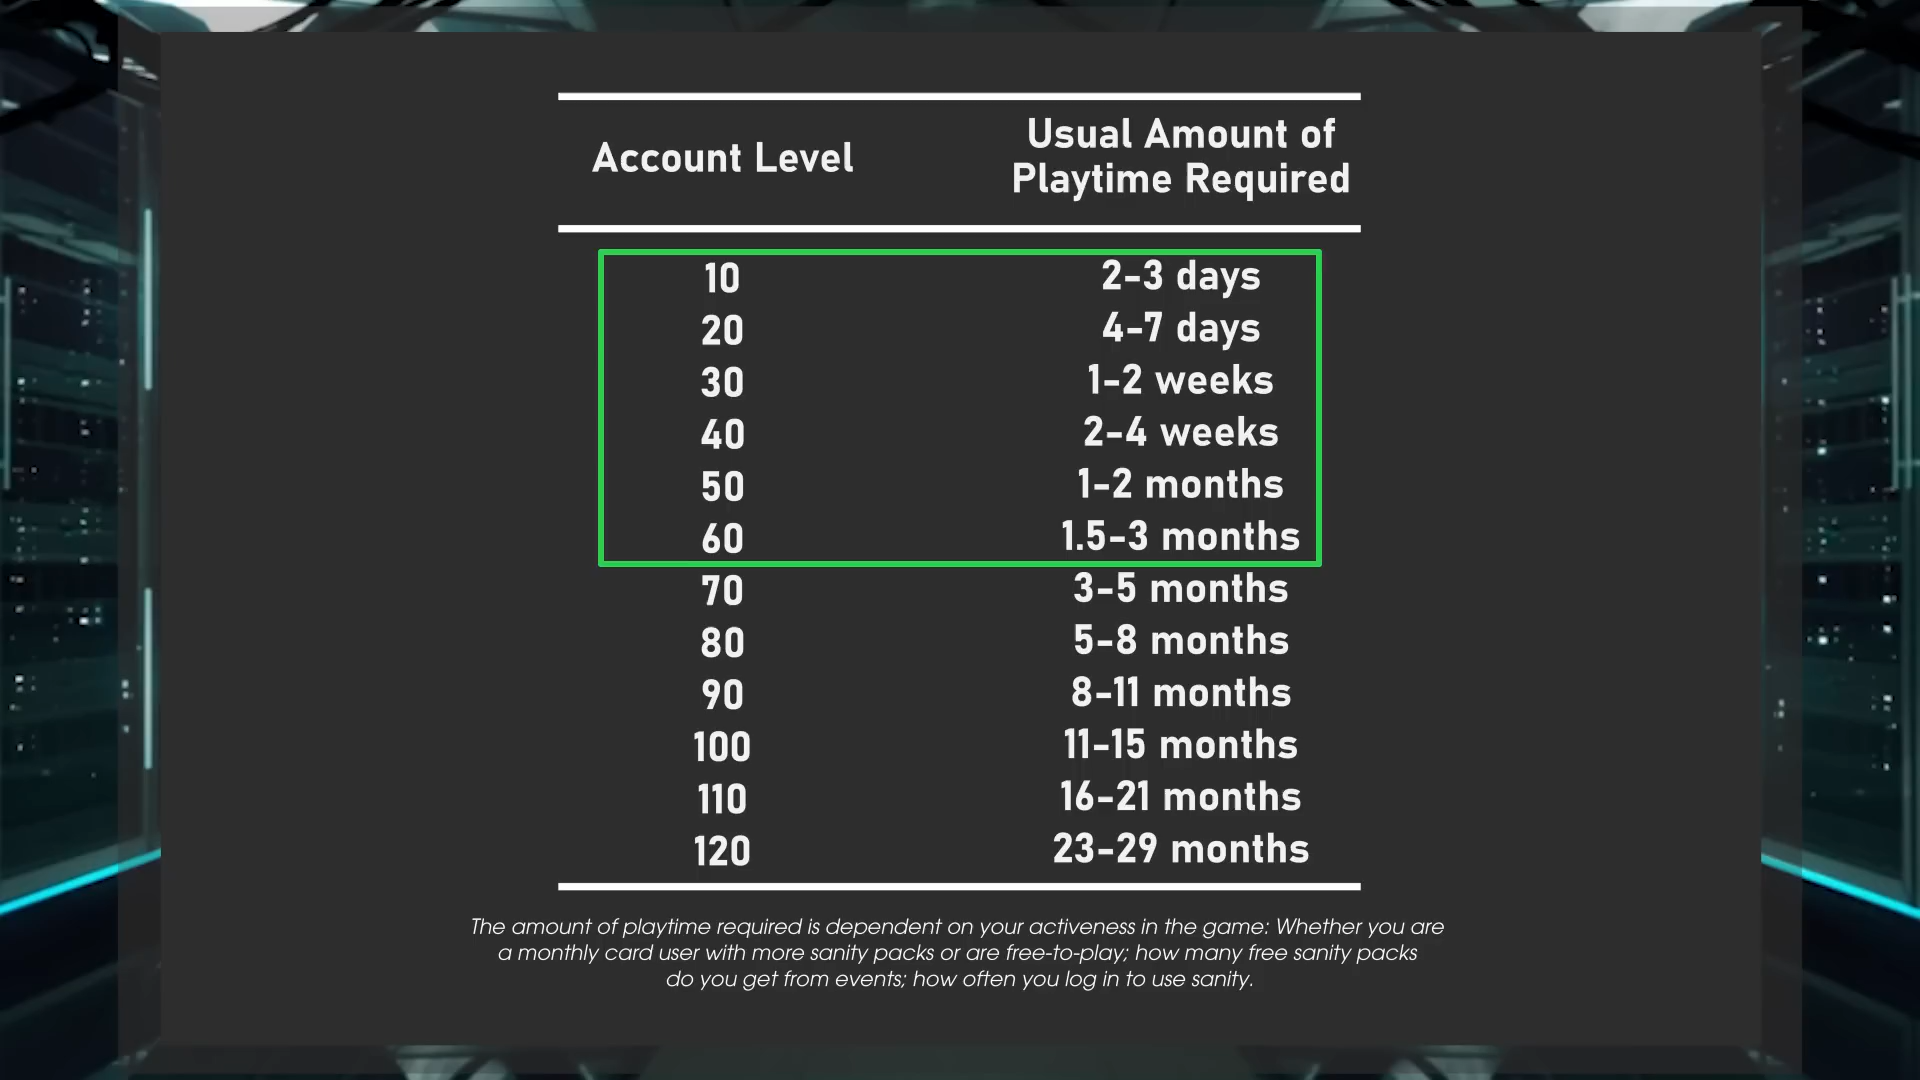 Account Level
Usual Amount of
Playtime Required
10 2-3 days
20 4-7 days
30 1-2 weeks
40 2-4 weeks
50 1-2 months
60 1.5-3 months
70 3-5 months
80 5-8 months
90 8-11 months
100 11-15 months
110 16-21 months
120 23-29 months
The amount of playtime required is dependent on your activeness in the game: Whether you are
a monthly card user with more sanity packs or are free-to-play; how many free sanity packs
do you get from events; how often you log in to use sanity.